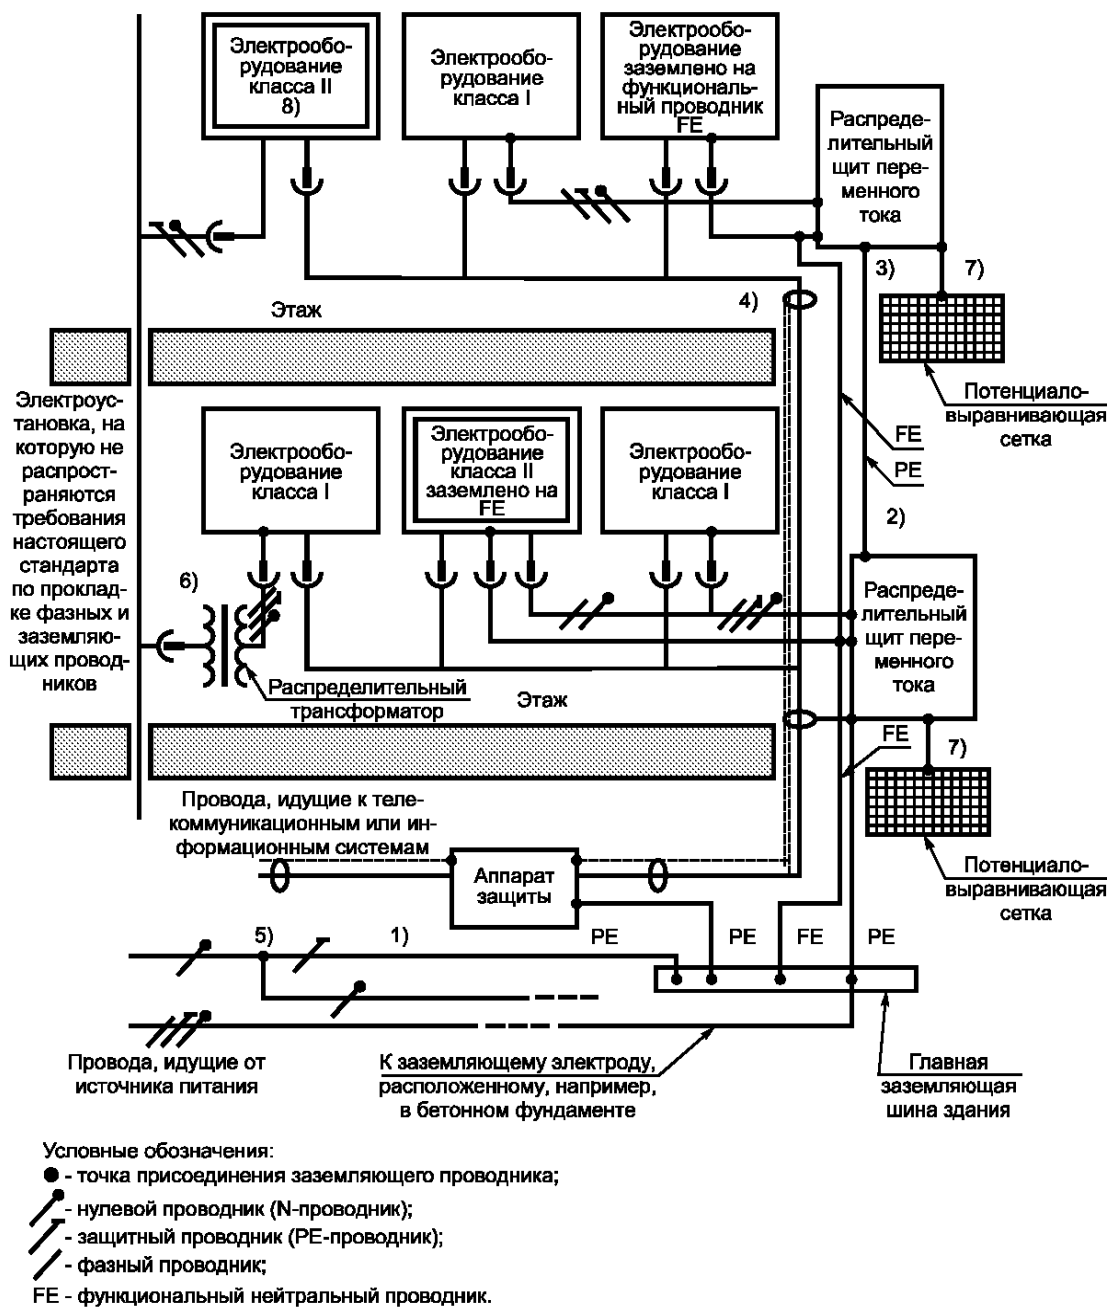 Электрообо-
рудование
класса II
8)
Электрообо-
рудование
класса I
Электрообо-
рудование
заземлено на
функциональ-
ный проводник
FE
Распреде-
лительный
щит пере-
менного
тока
3)
7)
4)
Этаж
Потенциало-
выравнивающая
сетка
FE
PE
2)
Электроус-
тановка, на
которую не
распрост-
раняются
требования
настоящего
стандарта
по проклад-
ке фазных и
заземляю-
щих провод-
ников
Электрообо-
рудование
класса I
Электрообо-
рудование
класса II
заземлено на
FE
Электрообо-
рудование
класса I
6)
Распреде-
лительный
щит пере-
менного
тока
Распределительный
трансформатор
Этаж
FE
7)
Провода, идущие к теле-
коммуникационным или ин-
формационным системам
Аппарат
защиты
Потенциало-
выравнивающая
сетка
5)
1)
PE
PE
FE
PE
Провода, идущие от
источника питания
К заземляющему электроду,
расположенному, например,
в бетонном фундаменте
Главная
заземляющая
шина здания
Условные обозначения:
- точка присоединения заземляющего проводника;
- нулевой проводник (N-проводник);
- защитный проводник (PE-проводник);
- фазный проводник;
FE - функциональный нейтральный проводник.